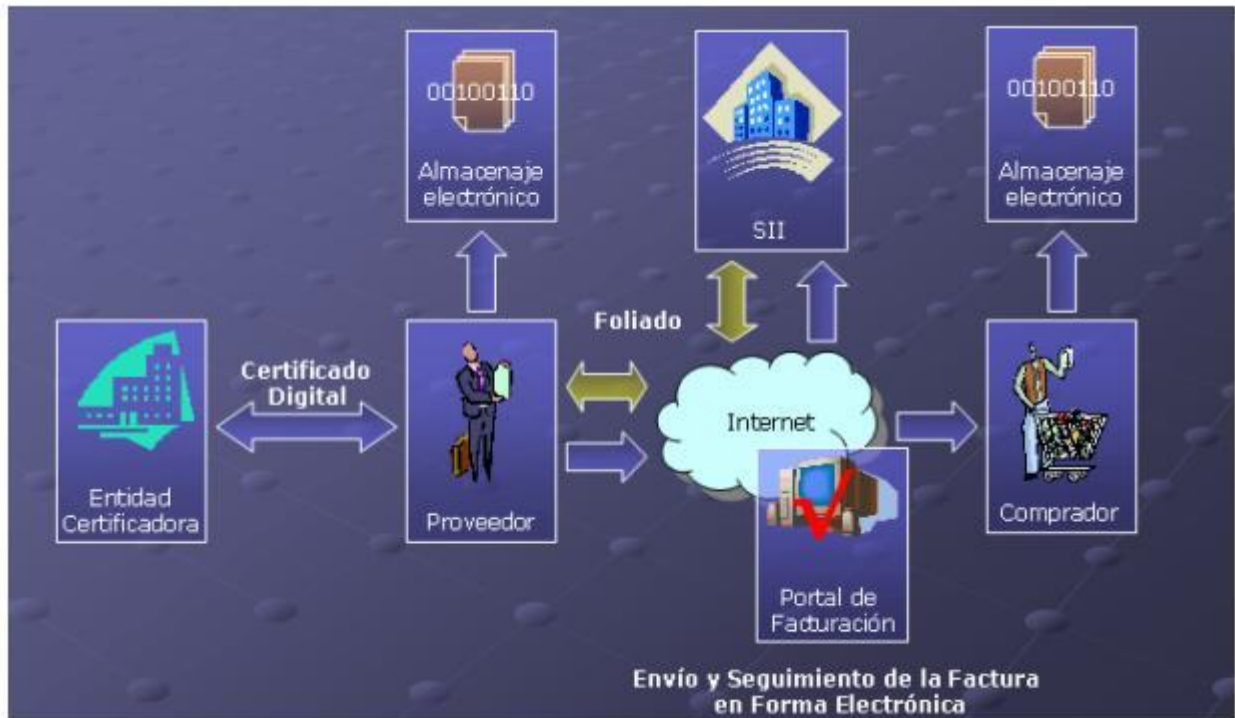 00100110
Almacenaje
electrónico
SII
00100110
Almacenaje
electrónico
Foliado
Certificado
Digital
Internet
Entidad
Certificadora
Proveedor
Comprador
Portal de
Facturación
Envío y Seguimiento de la Factura
en Forma Electrónica